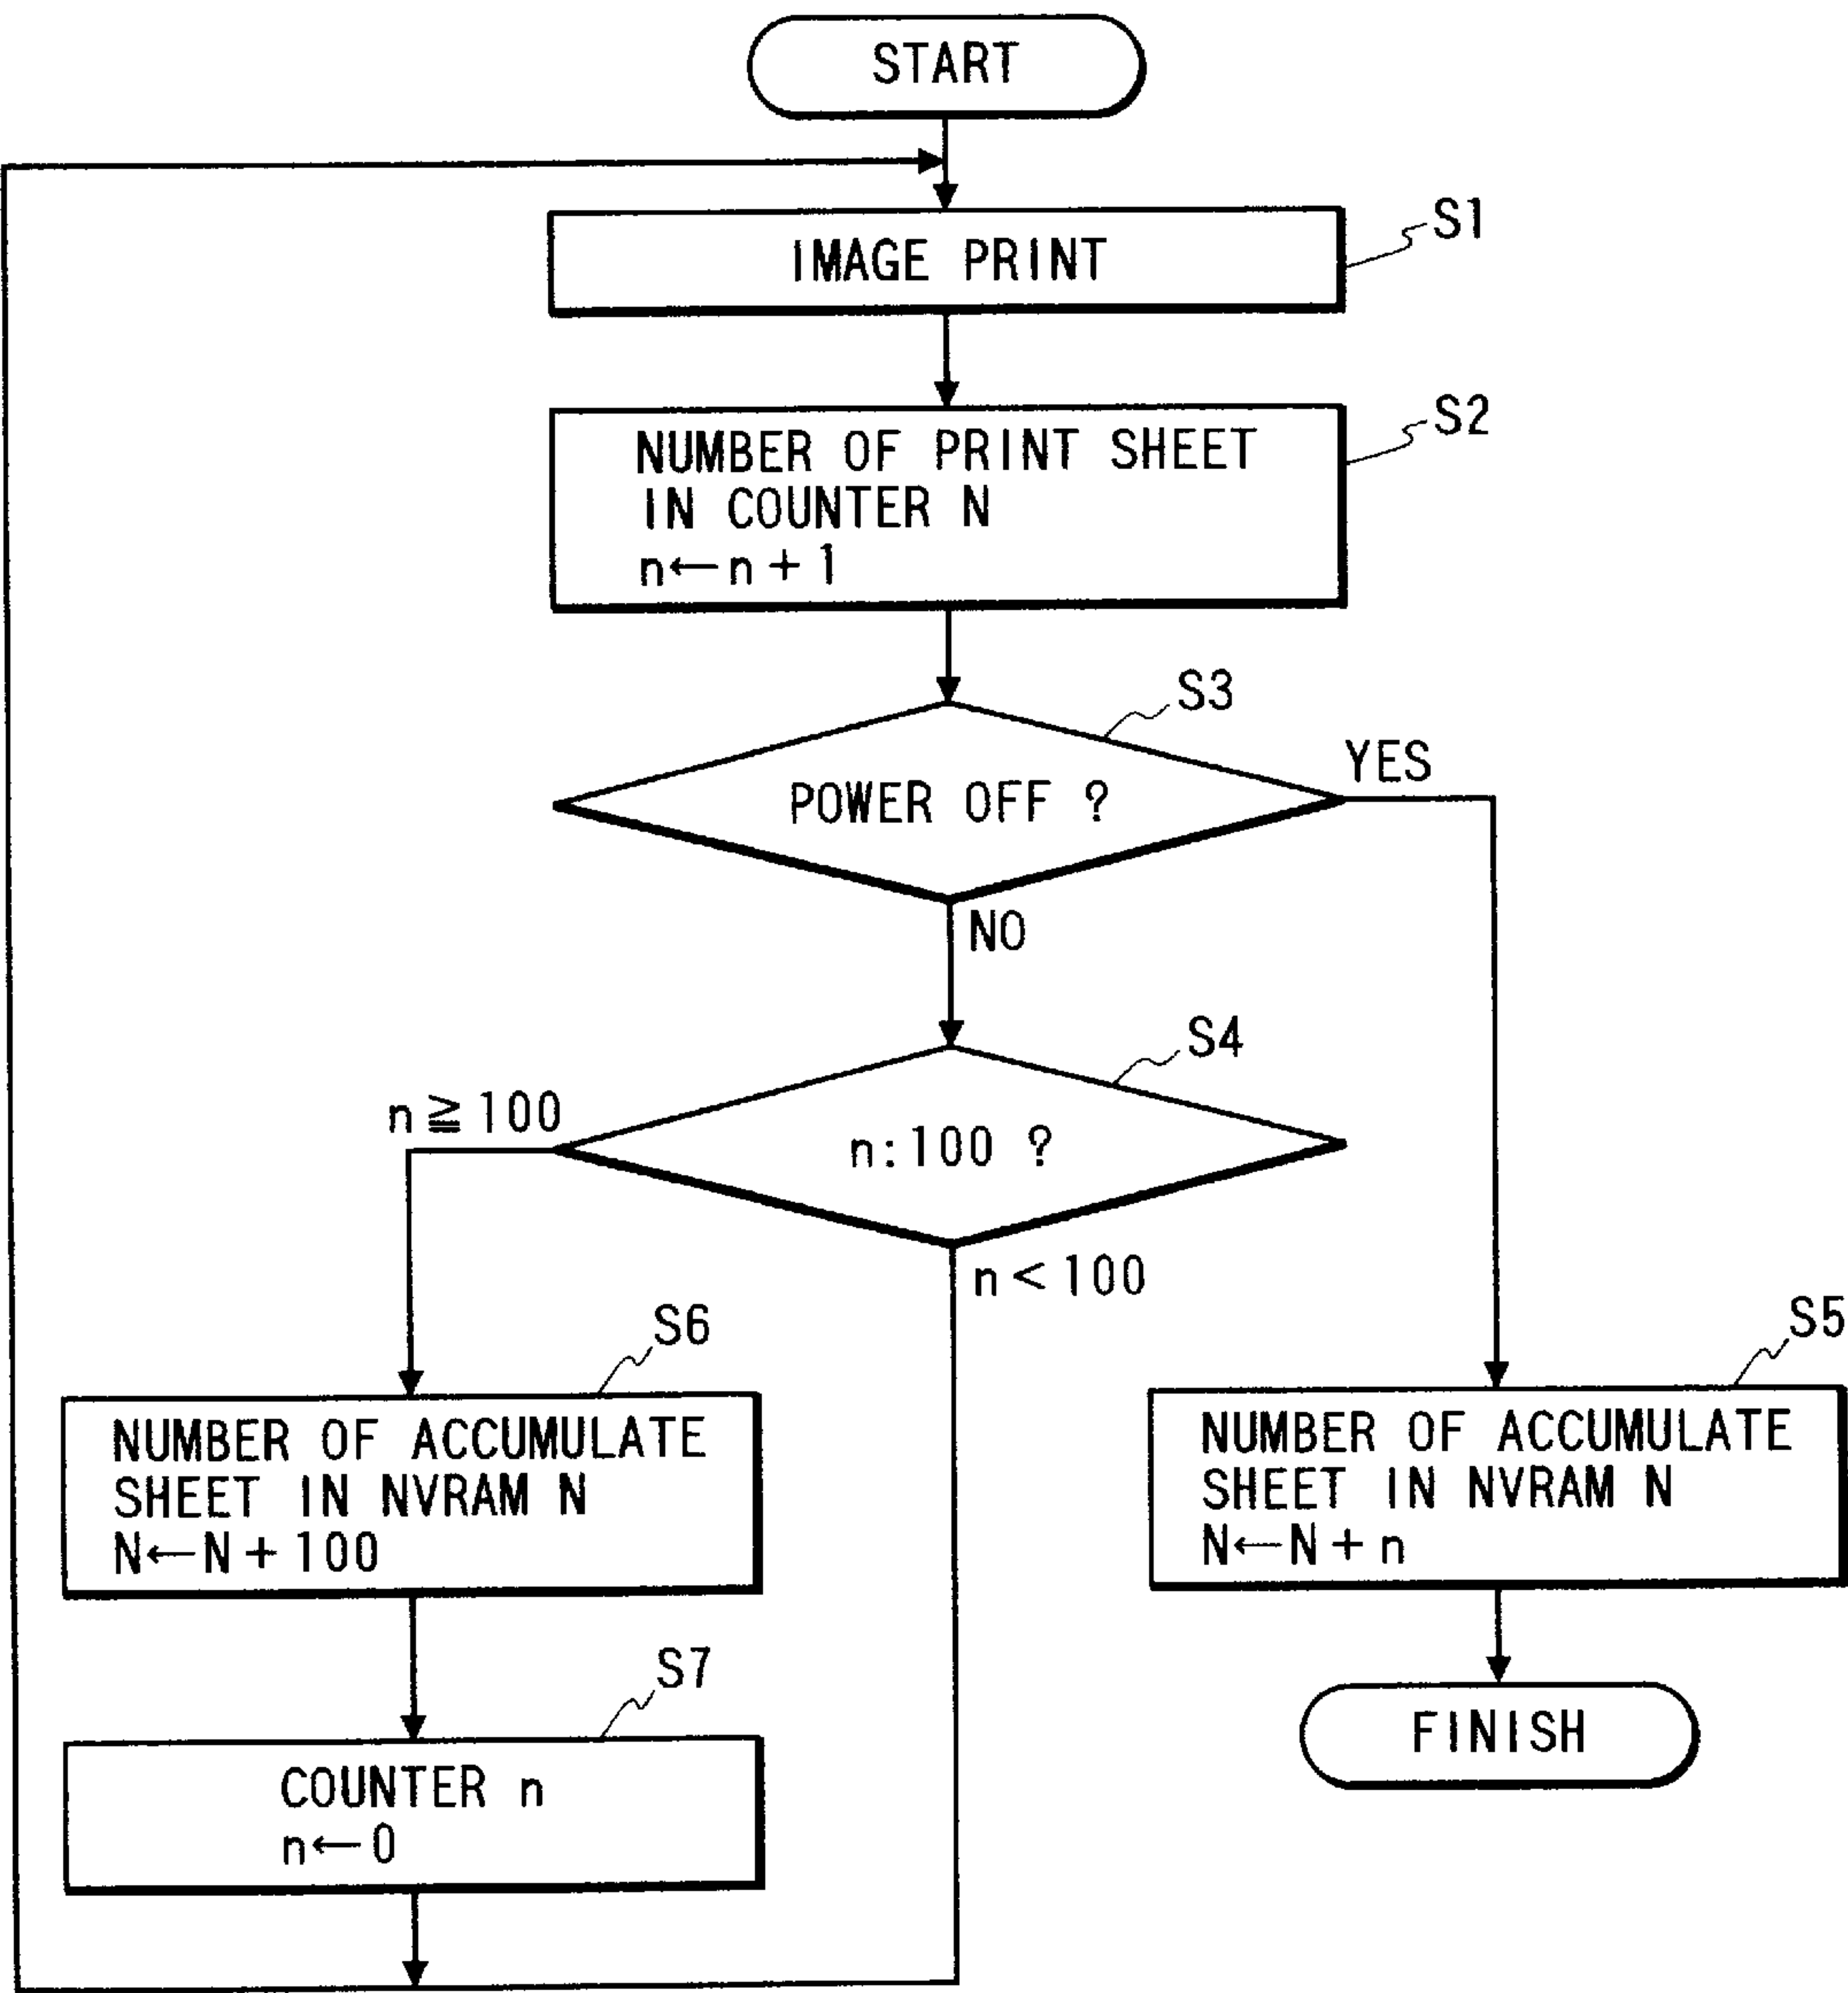 START
IMAGE PRINT
S1
NUMBER OF PRINT SHEET
IN COUNTER N
n←n+1
S2
S3
POWER OFF ?
YES
NO
S4
n:100 ?
n≧100
n<100
S6
NUMBER OF ACCUMULATE
SHEET IN NVRAM N
N←N+100
S5
NUMBER OF ACCUMULATE
SHEET IN NVRAM N
N←N+n
S7
COUNTER n
n←0
FINISH